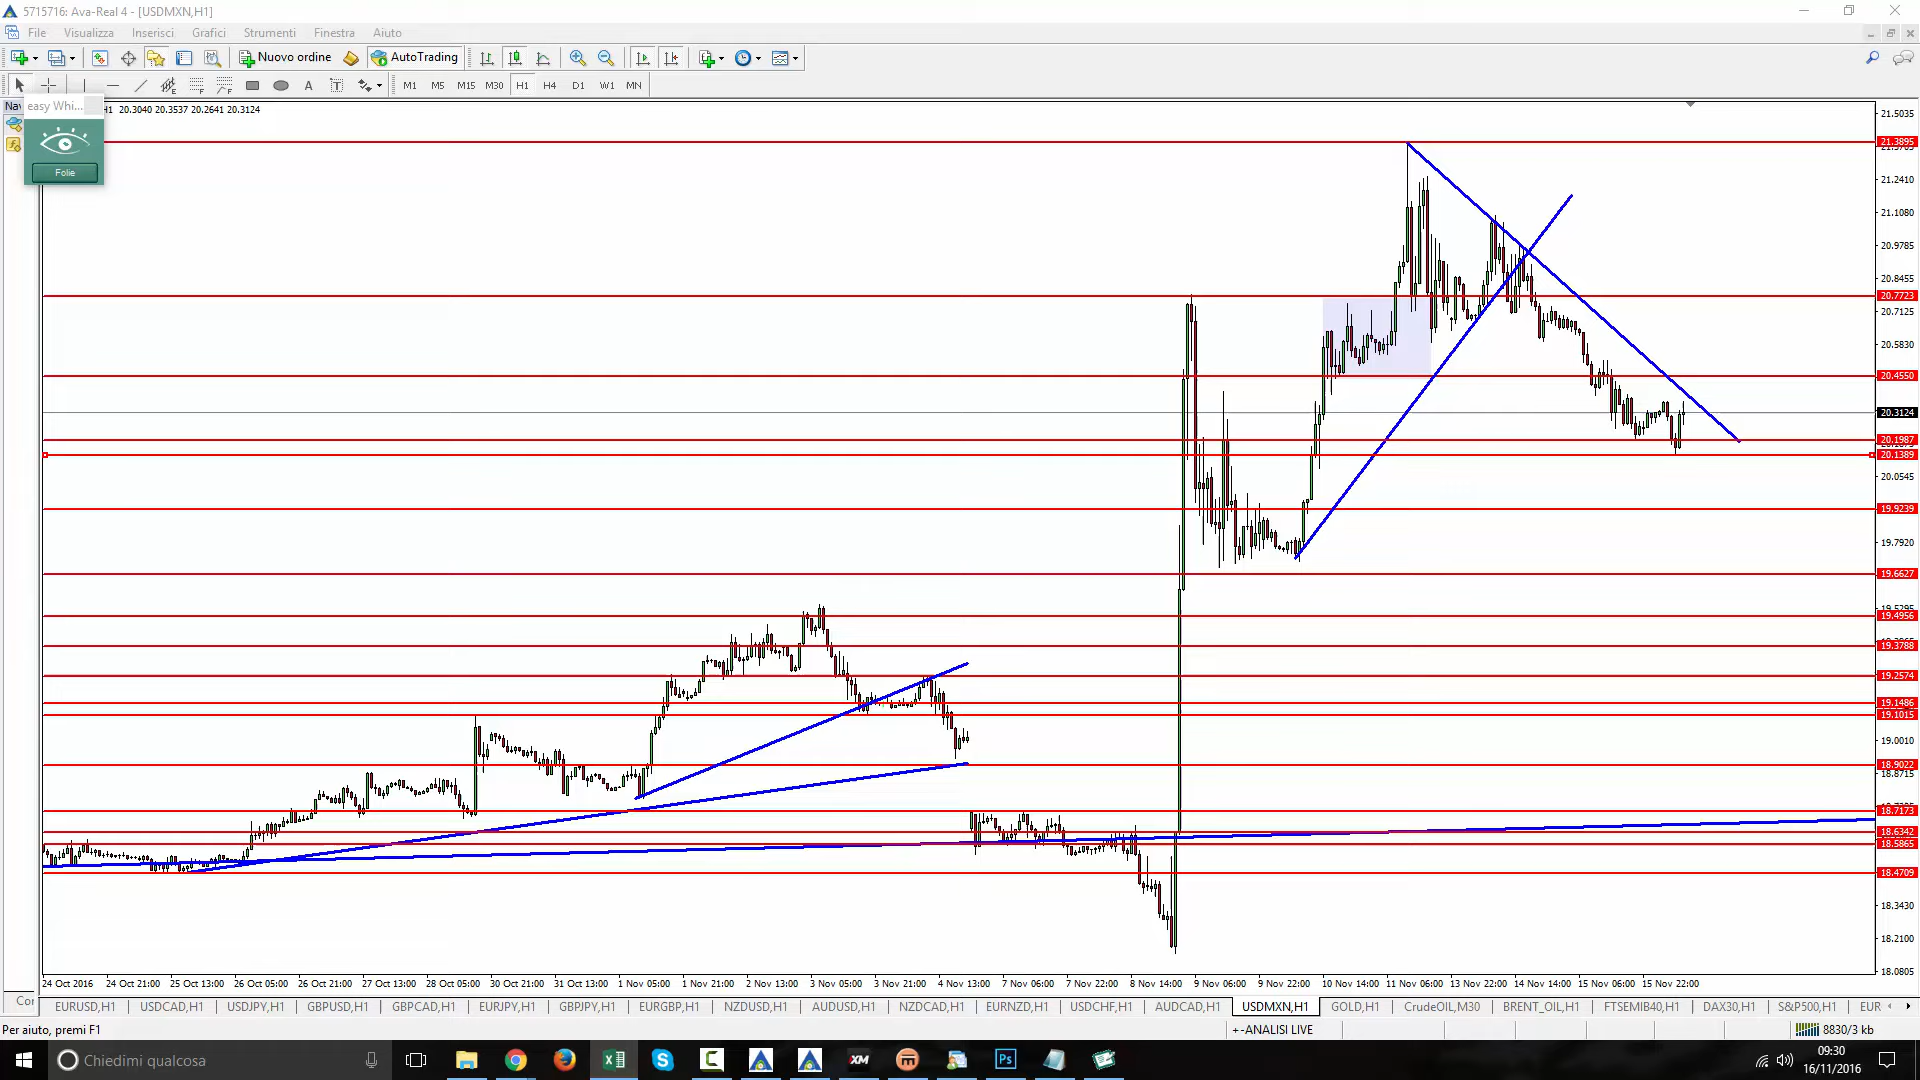 5715716: Ava-Real 4 - [USDMXN,H1]
File Visualizza Inserisci Grafici Strumenti Finestra Aiuto
Nuovo ordine AutoTrading
A T M1 M5 M15 M30 H1 H4 D1 W1 MN
Nav easy Whi... H1 20.3040 20.3537 20.2641 20.3124
Folie
21.5035
21.3895
21.2410
21.1080
20.9785
20.8455
20.7723
20.7125
20.5830
20.4550
20.3124
20.1987
20.1389
20.0545
19.9239
19.7920
19.6627
19.4956
19.3788
19.2574
19.1486
19.1015
19.0010
18.9022
18.8715
18.7173
18.6342
18.5865
18.4709
18.3430
18.2100
18.0805
24 Oct 2016 24 Oct 21:00 25 Oct 13:00 26 Oct 05:00 26 Oct 21:00 27 Oct 13:00 28 Oct 05:00 30 Oct 21:00 31 Oct 13:00 1 Nov 05:00 1 Nov 21:00 2 Nov 13:00 3 Nov 05:00 3 Nov 21:00 4 Nov 13:00 7 Nov 06:00 7 Nov 22:00 8 Nov 14:00 9 Nov 06:00 9 Nov 22:00 10 Nov 14:00 11 Nov 06:00 13 Nov 22:00 14 Nov 14:00 15 Nov 06:00 15 Nov 22:00
EURUSD,H1 USDCAD,H1 USDJPY,H1 GBPUSD,H1 GBPCAD,H1 EURJPY,H1 GBPJPY,H1 EURGBP,H1 NZDUSD,H1 AUDUSD,H1 NZDCAD,H1 EURNZD,H1 USDCHF,H1 AUDCAD,H1 USDMXN,H1 GOLD,H1 CrudeOIL,M30 BRENT_OIL,H1 FTSEMIB40,H1 DAX30,H1 S&P500,H1 EUR
Per aiuto, premi F1 +-ANALISI LIVE 8830/3 kb
Chiedimi qualcosa
XM
Ps
09:30
16/11/2016